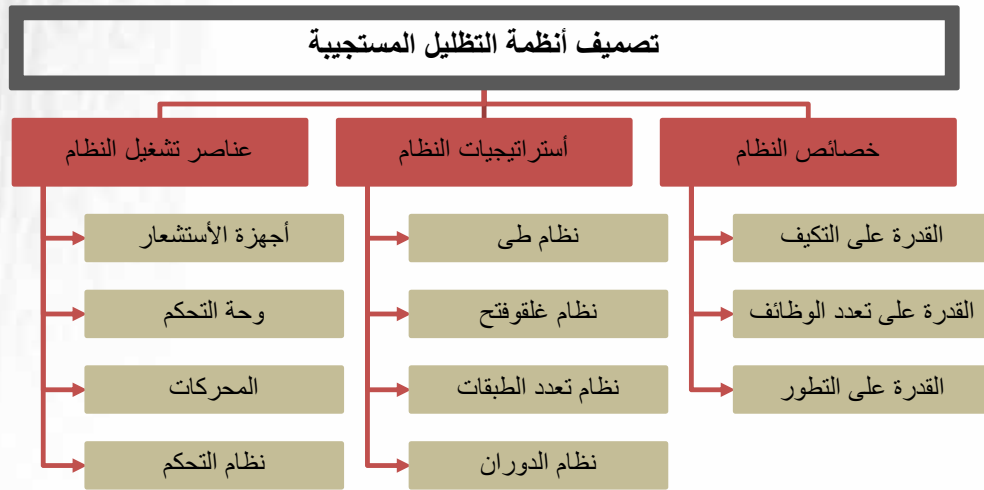 تصميف أنظمة التظليل المستجيبة
خصائص النظام
القدرة على التكيف
القدرة على تعدد الوظائف
القدرة على التطور
أستراتيجيات النظام
نظام طى
نظام غلقوفتح
نظام تعدد الطبقات
نظام الدوران
عناصر تشغيل النظام
أجهزة الأستشعار
وحة التحكم
المحركات
نظام التحكم